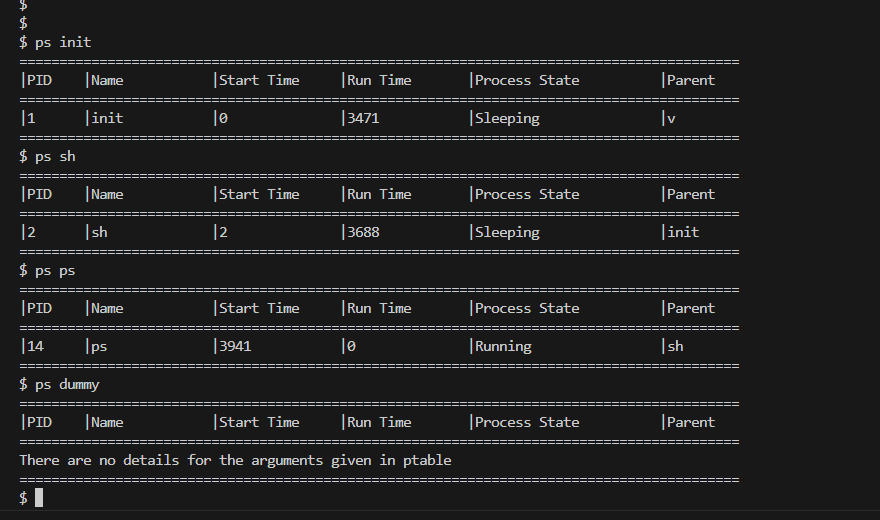 $
$
$ ps init
==========================================================================================
|PID    |Name           |Start Time     |Run Time       |Process State          |Parent
==========================================================================================
|1      |init           |0              |3471           |Sleeping               |v
==========================================================================================
$ ps sh
==========================================================================================
|PID    |Name           |Start Time     |Run Time       |Process State          |Parent
==========================================================================================
|2      |sh             |2              |3688           |Sleeping               |init
==========================================================================================
$ ps ps
==========================================================================================
|PID    |Name           |Start Time     |Run Time       |Process State          |Parent
==========================================================================================
|14     |ps             |3941           |0              |Running                |sh
==========================================================================================
$ ps dummy
==========================================================================================
|PID    |Name           |Start Time     |Run Time       |Process State          |Parent
==========================================================================================
There are no details for the arguments given in ptable
==========================================================================================
$